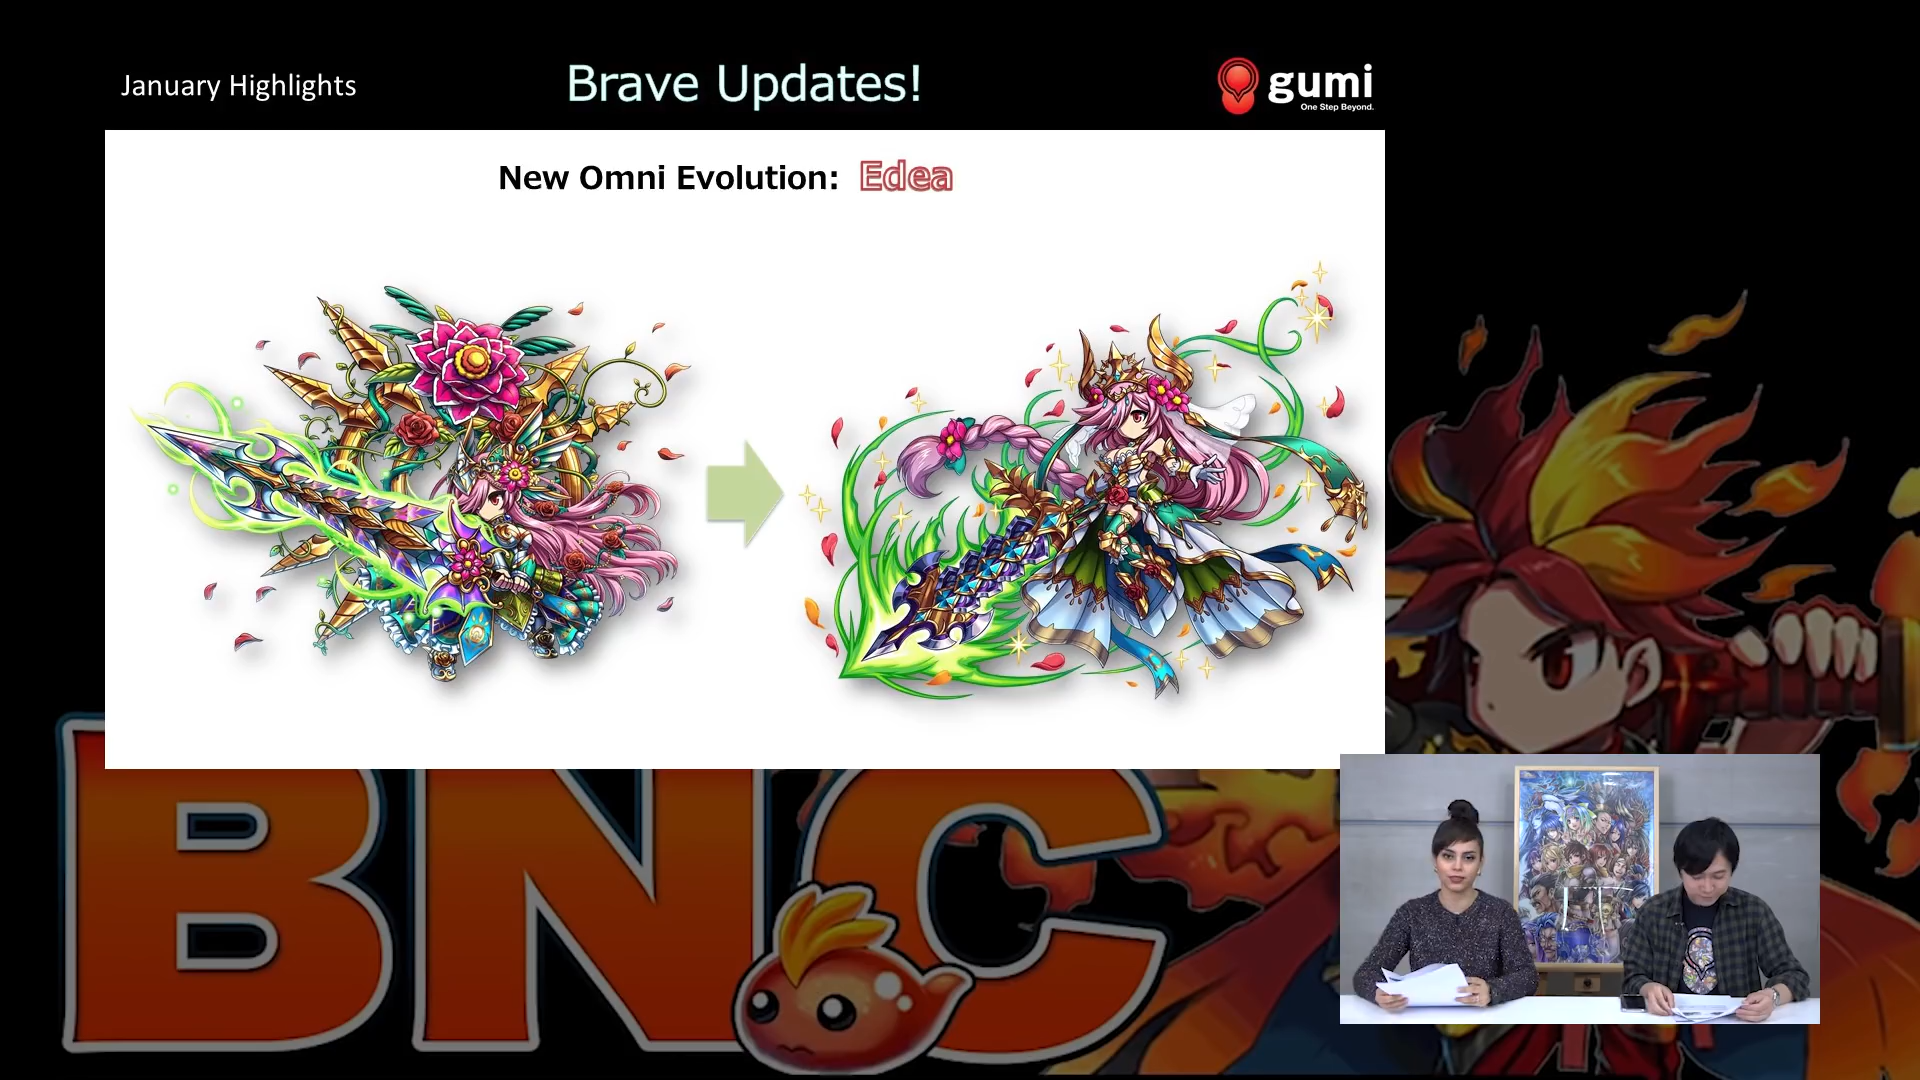 January Highlights
Brave Updates!
gumi
One Step Beyond.
New Omni Evolution: Edea
BNC